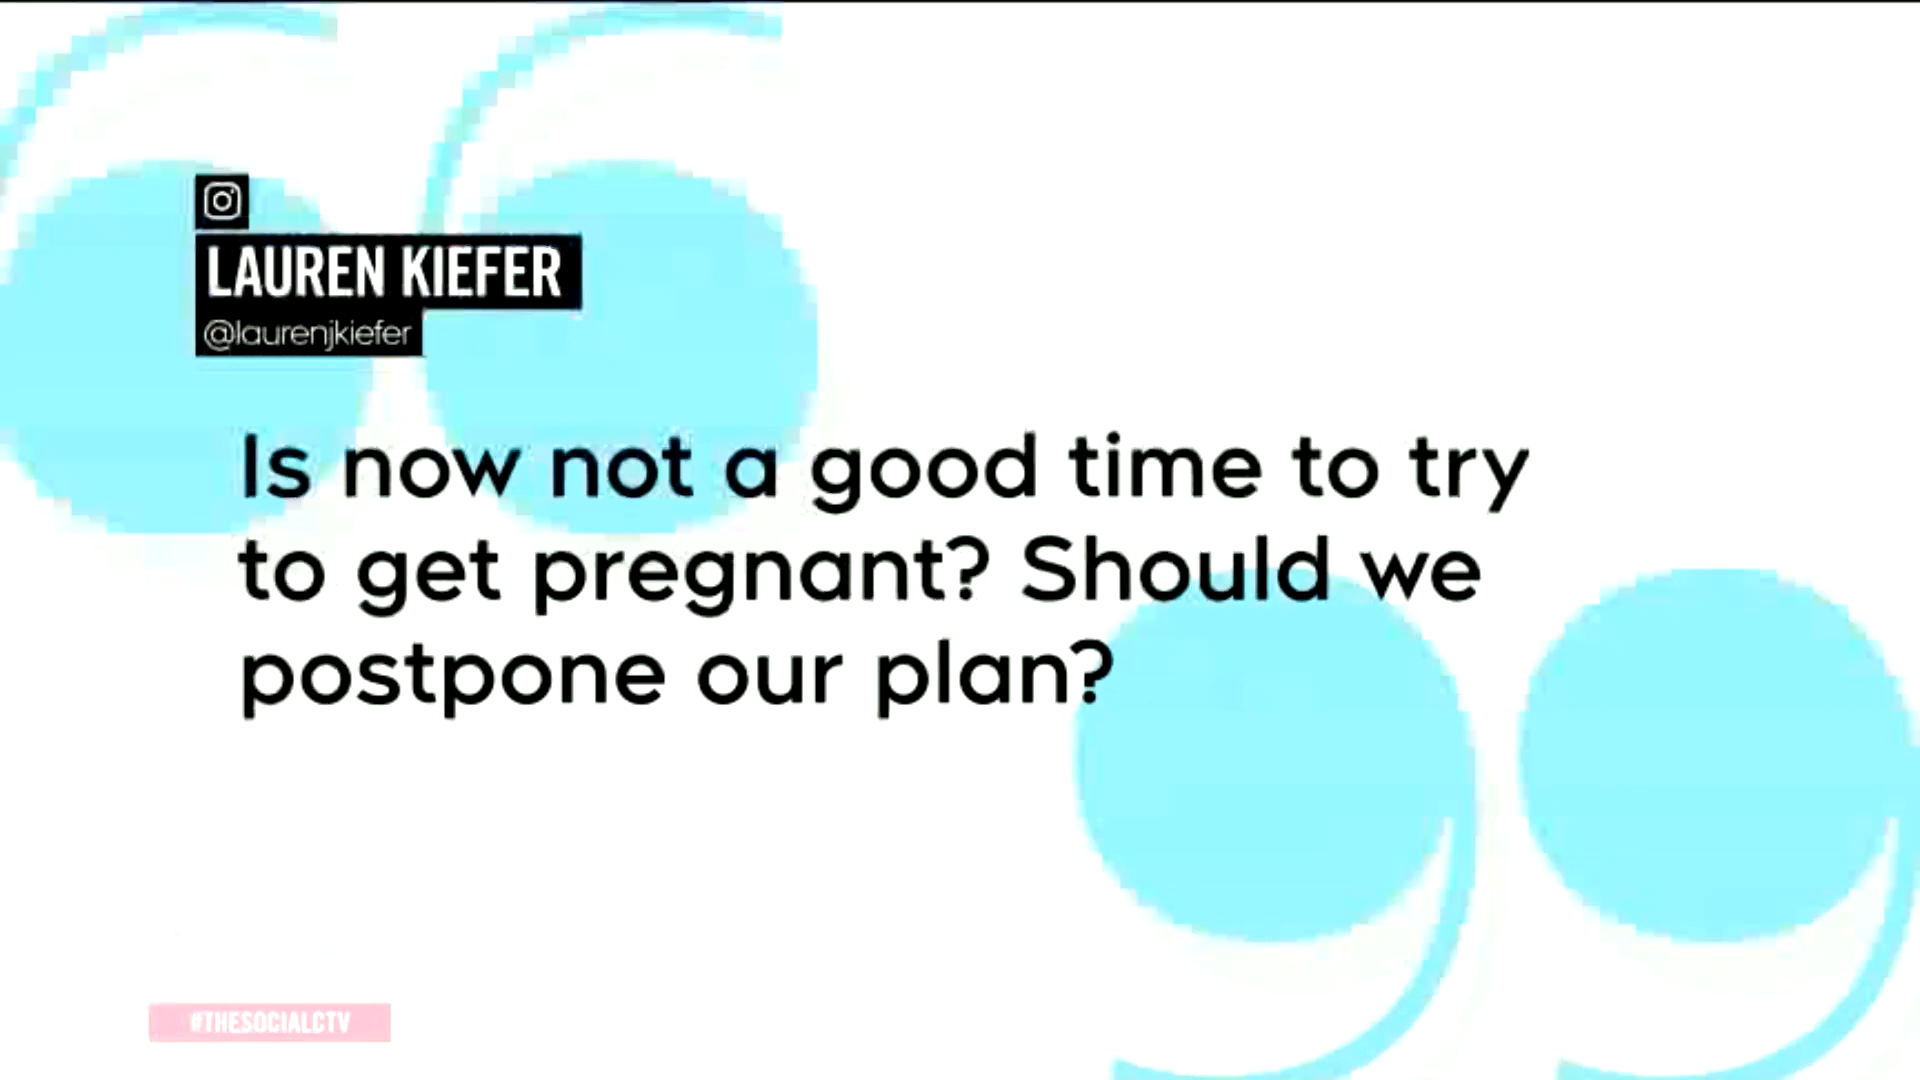 LAUREN KIEFER
@laurenjkiefer
Is now not a good time to try
to get pregnant? Should we
postpone our plan?
#THESOCIALCTV